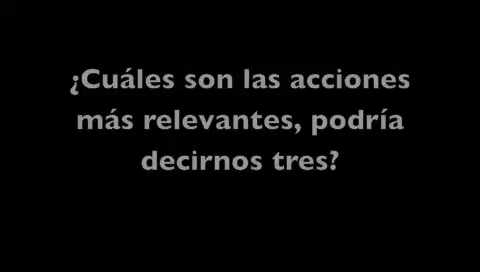 ¿Cuáles son las acciones
más relevantes, podría
decirnos tres?